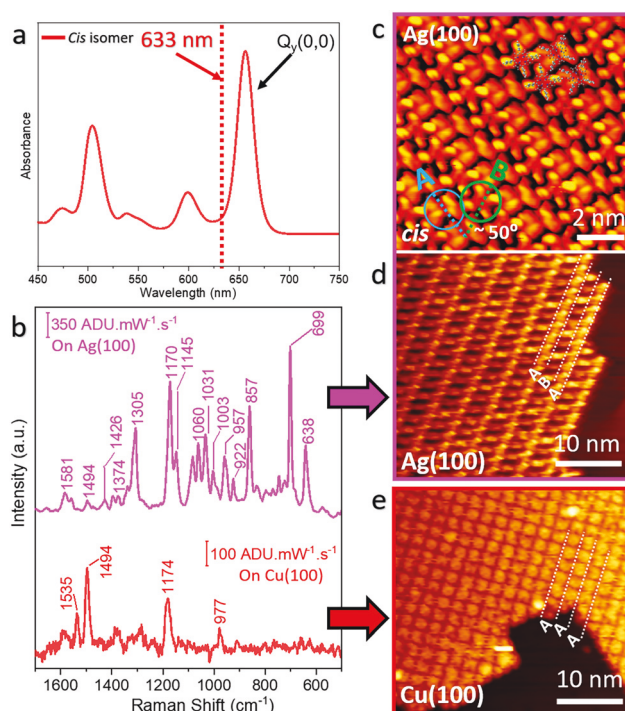 a
Cis isomer
633 nm
Qy(0,0)
Absorbance
450 500 550 600 650 700 750
Wavelength (nm)
b
350 ADU.mW-1.s-1
On Ag(100)
1581
1494
1426
1374
1305
1170
1145
1060
1031
1003
957
922
857
699
638
Intensity (a.u.)
100 ADU.mW-1.s-1
On Cu(100)
1535
1494
1174
977
1600 1400 1200 1000 800 600
Raman Shift (cm-1)
c
Ag(100)
A
B
~ 50º
cis
2 nm
d
A
B
A
10 nm
Ag(100)
e
A
A
A
10 nm
Cu(100)